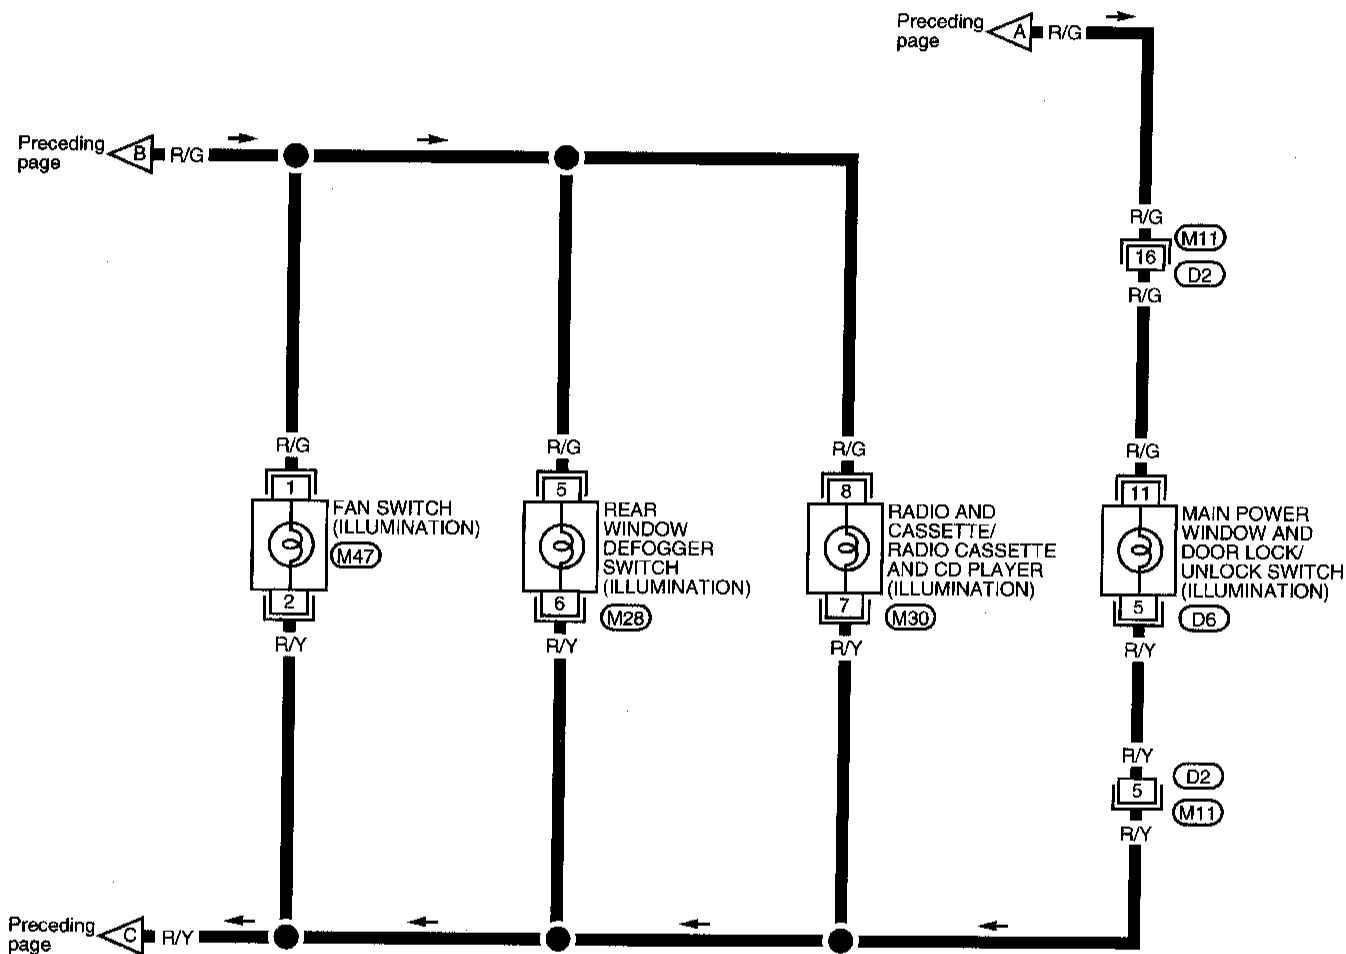 Preceding
page
A
R/G
Preceding
page
B
R/G
R/G
M11
16
D2
R/G
R/G
R/G
R/G
R/G
1
FAN SWITCH
(ILLUMINATION)
M47
2
R/Y
5
REAR
WINDOW
DEFOGGER
SWITCH
(ILLUMINATION)
6
M28
R/Y
8
RADIO AND
CASSETTE/
RADIO CASSETTE
AND CD PLAYER
(ILLUMINATION)
7
M30
R/Y
11
MAIN POWER
WINDOW AND
DOOR LOCK/
UNLOCK SWITCH
(ILLUMINATION)
5
D6
R/Y
R/Y
D2
5
M11
R/Y
Preceding
page
C
R/Y